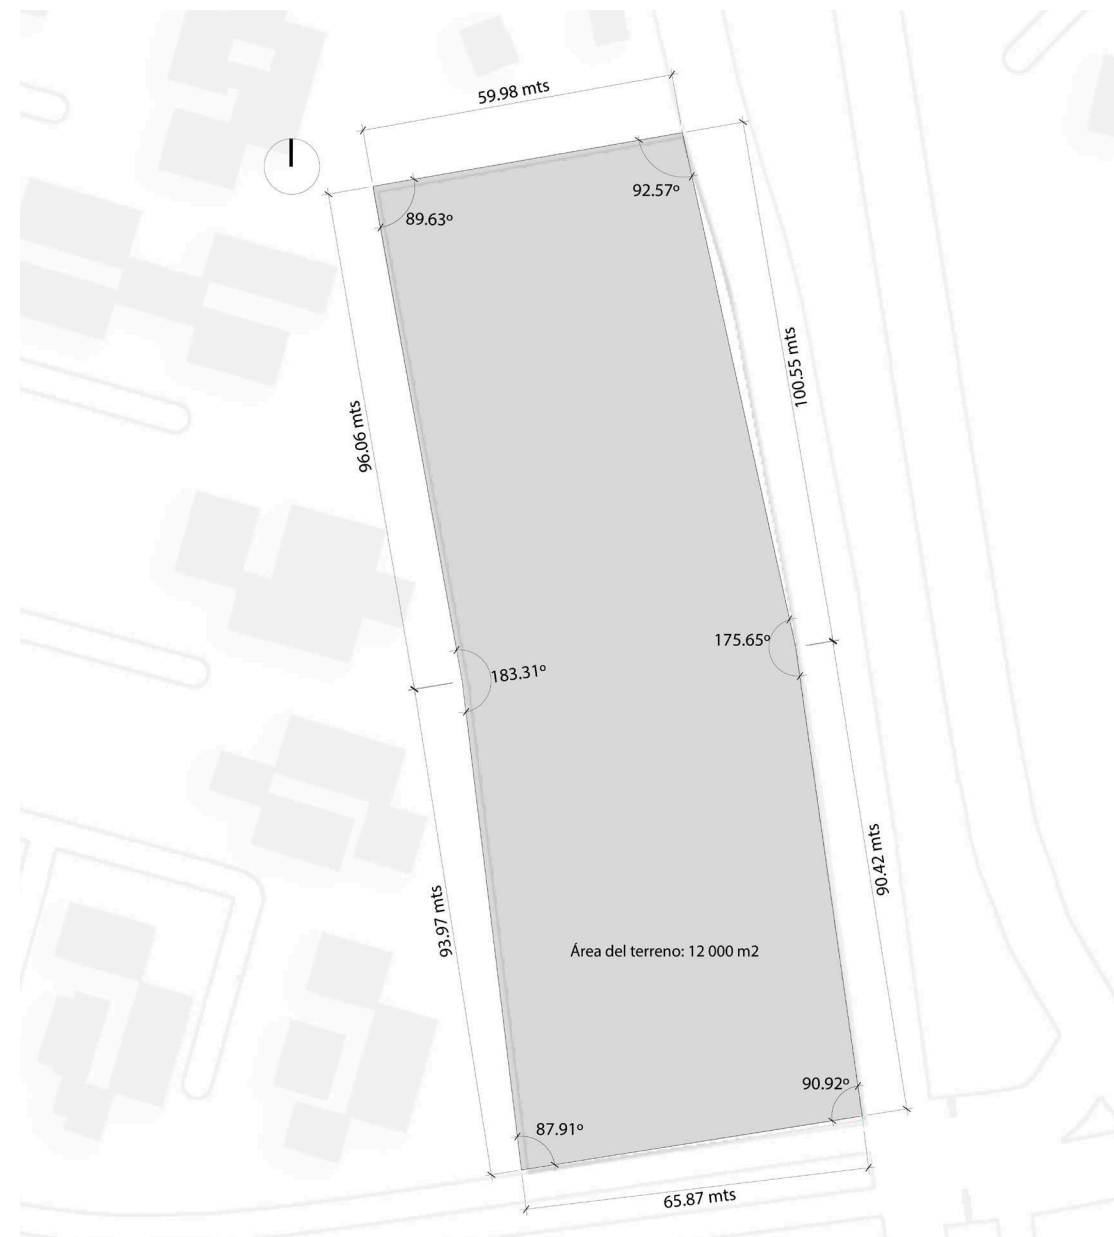 59.98 mts
92.57º
89.63º
100.55 mts
96.06 mts
175.65º
183.31º
90.42 mts
93.97 mts
Área del terreno: 12 000 m2
90.92º
87.91º
65.87 mts